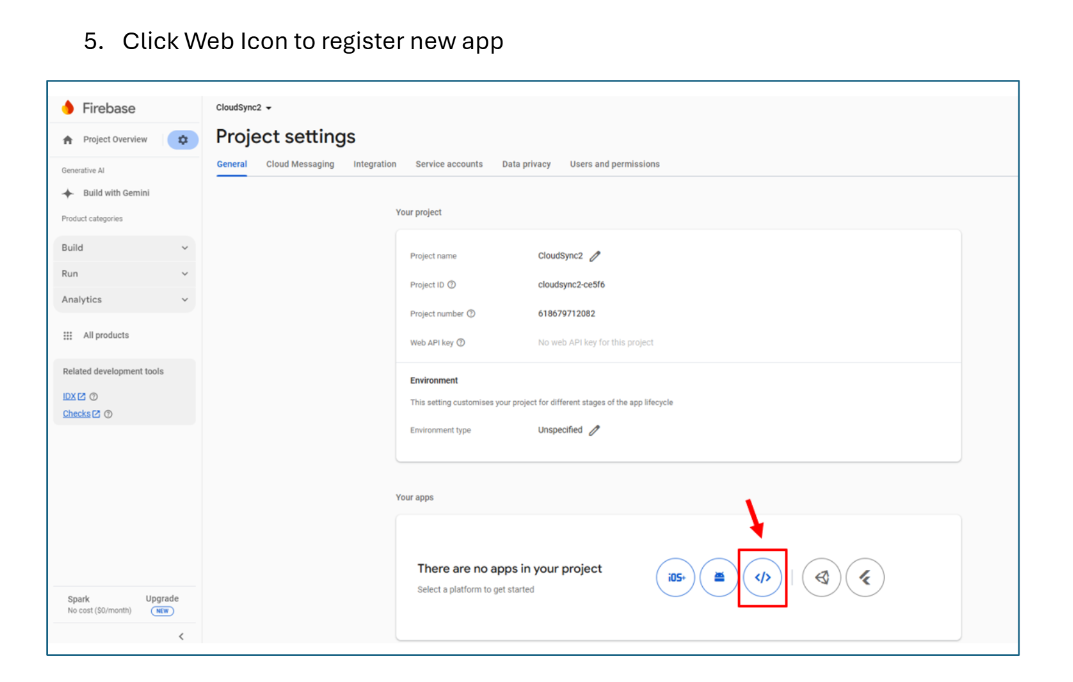 5. Click Web Icon to register new app
Firebase
CloudSync2
Project Overview
Project settings
General Cloud Messaging Integration Service accounts Data privacy Users and permissions
Generative AI
Build with Gemini
Product categories
Build
Run
Analytics
All products
Related development tools
IDX
Checks
Spark
No cost ($0/month)
Upgrade
NEW
Your project
Project name CloudSync2
Project ID cloudsync2-ce5f6
Project number 618679712082
Web API key No web API key for this project
Environment
This setting customises your project for different stages of the app lifecycle
Environment type Unspecified
Your apps
There are no apps in your project
Select a platform to get started
iOS+ </>